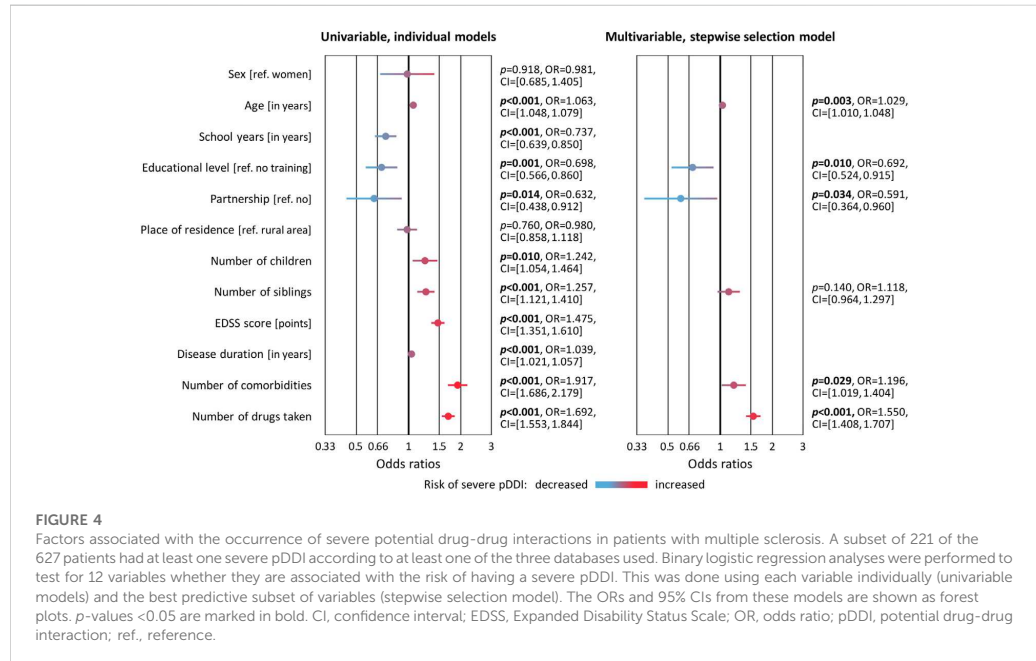 Univariable, individual models
Multivariable, stepwise selection model
Sex [ref. women]
p=0.918, OR=0.981,
CI=[0.685, 1.405]
Age [in years]
p<0.001, OR=1.063,
CI=[1.048, 1.079]
p=0.003, OR=1.029,
CI=[1.010, 1.048]
School years [in years]
p<0.001, OR=0.737,
CI=[0.639, 0.850]
Educational level [ref. no training]
p=0.001, OR=0.698,
CI=[0.566, 0.860]
p=0.010, OR=0.692,
CI=[0.524, 0.915]
Partnership [ref. no]
p=0.014, OR=0.632,
CI=[0.438, 0.912]
p=0.034, OR=0.591,
CI=[0.364, 0.960]
Place of residence [ref. rural area]
p=0.760, OR=0.980,
CI=[0.858, 1.118]
Number of children
p=0.010, OR=1.242,
CI=[1.054, 1.464]
Number of siblings
p<0.001, OR=1.257,
CI=[1.121, 1.410]
p=0.140, OR=1.118,
CI=[0.964, 1.297]
EDSS score [points]
p<0.001, OR=1.475,
CI=[1.351, 1.610]
Disease duration [in years]
p<0.001, OR=1.039,
CI=[1.021, 1.057]
Number of comorbidities
p<0.001, OR=1.917,
CI=[1.686, 2.179]
p=0.029, OR=1.196,
CI=[1.019, 1.404]
Number of drugs taken
p<0.001, OR=1.692,
CI=[1.553, 1.844]
p<0.001, OR=1.550,
CI=[1.408, 1.707]
0.33 0.5 0.66 1 1.5 2 3
0.33 0.5 0.66 1 1.5 2 3
Odds ratios
Odds ratios
Risk of severe pDDI: decreased increased
FIGURE 4
Factors associated with the occurrence of severe potential drug-drug interactions in patients with multiple sclerosis. A subset of 221 of the
627 patients had at least one severe pDDI according to at least one of the three databases used. Binary logistic regression analyses were performed to
test for 12 variables whether they are associated with the risk of having a severe pDDI. This was done using each variable individually (univariable
models) and the best predictive subset of variables (stepwise selection model). The ORs and 95% CIs from these models are shown as forest
plots. p-values <0.05 are marked in bold. CI, confidence interval; EDSS, Expanded Disability Status Scale; OR, odds ratio; pDDI, potential drug-drug
interaction; ref., reference.